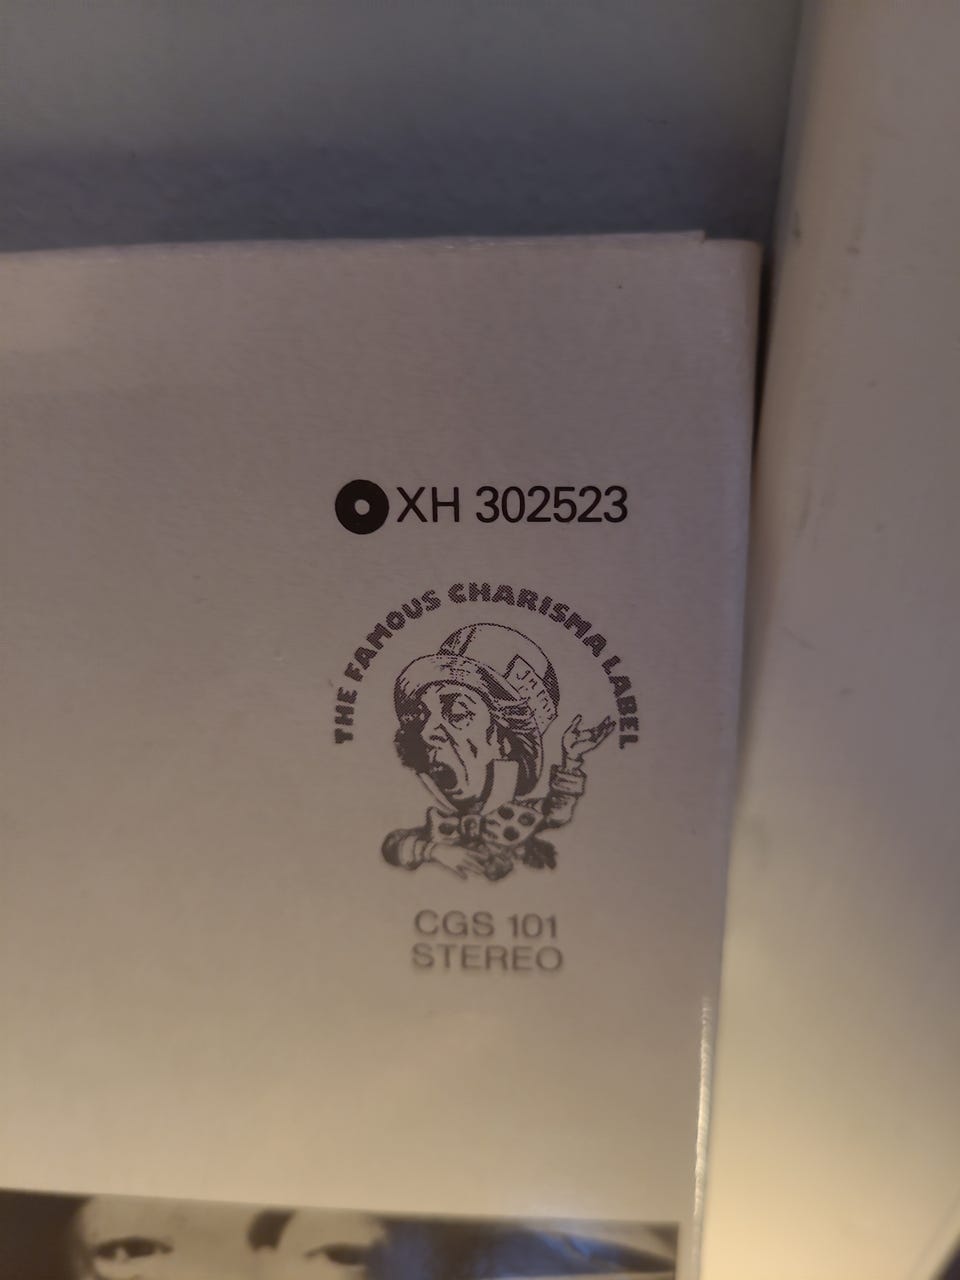 XH 302523
THE FAMOUS CHARISMA LABEL
CGS 101
STEREO